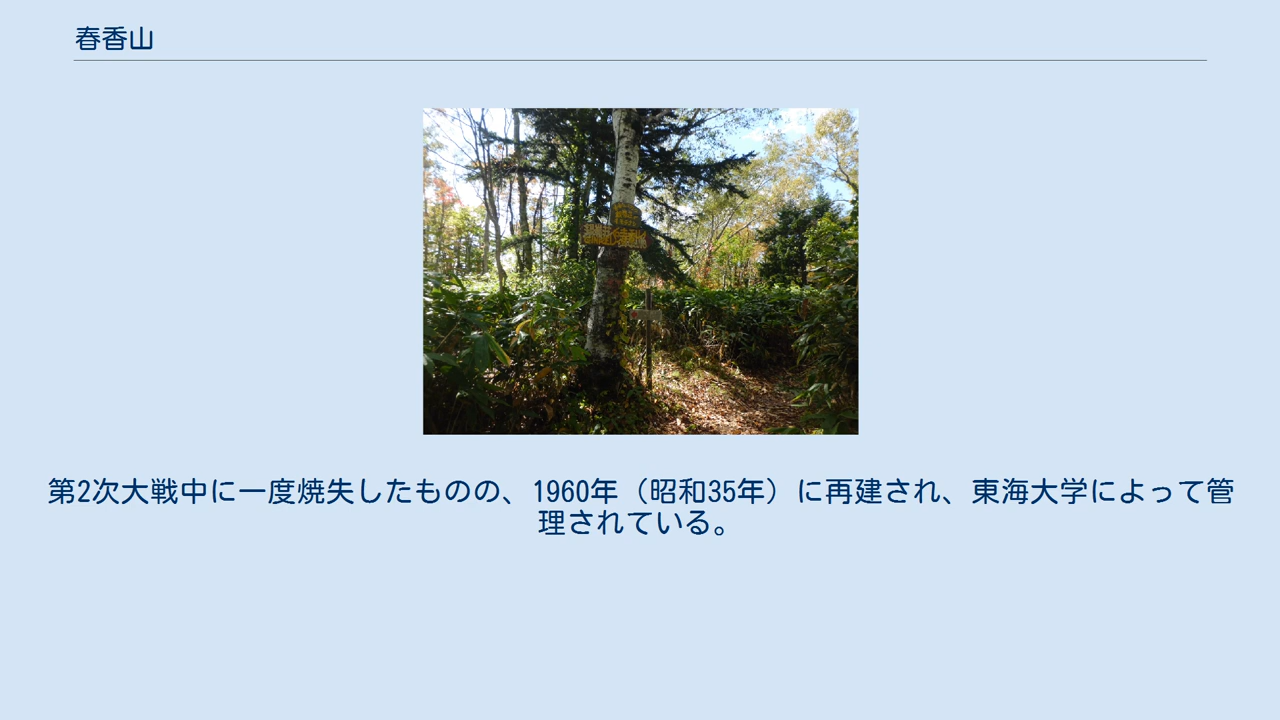 春香山
第2次大戦中に一度焼失したものの、1960年（昭和35年）に再建され、東海大学によって管
理されている。